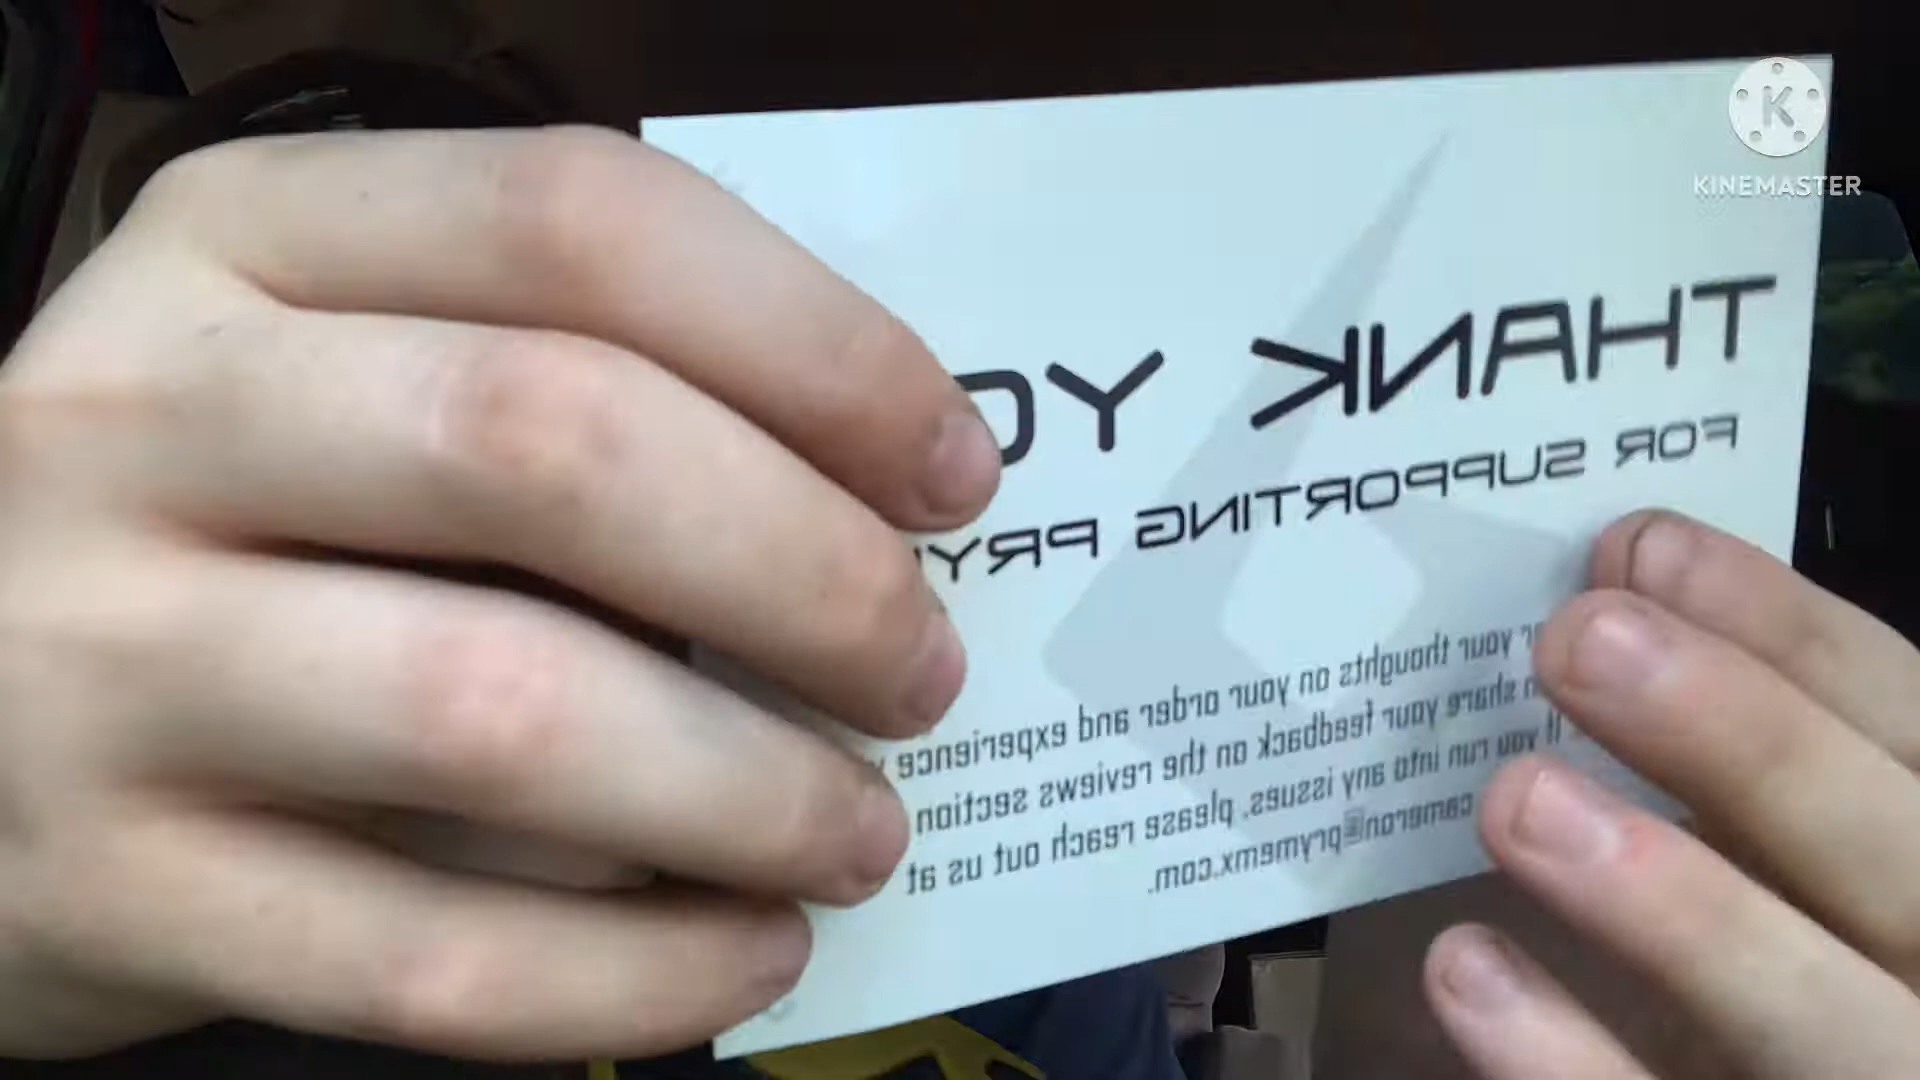 KINEMASTER
THANK YO
FOR SUPPORTING PRY
your thoughts on your order and experience
share your feedback on the reviews section
If you run into any issues, please reach out us at
cameron@prymemx.com.